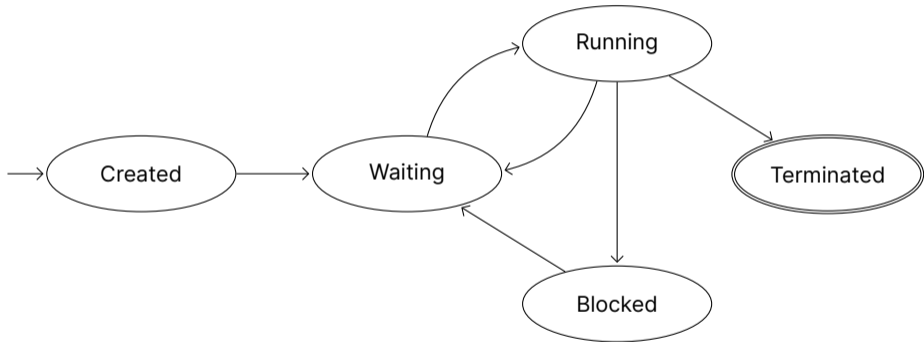 Running
Created
Waiting
Terminated
Blocked